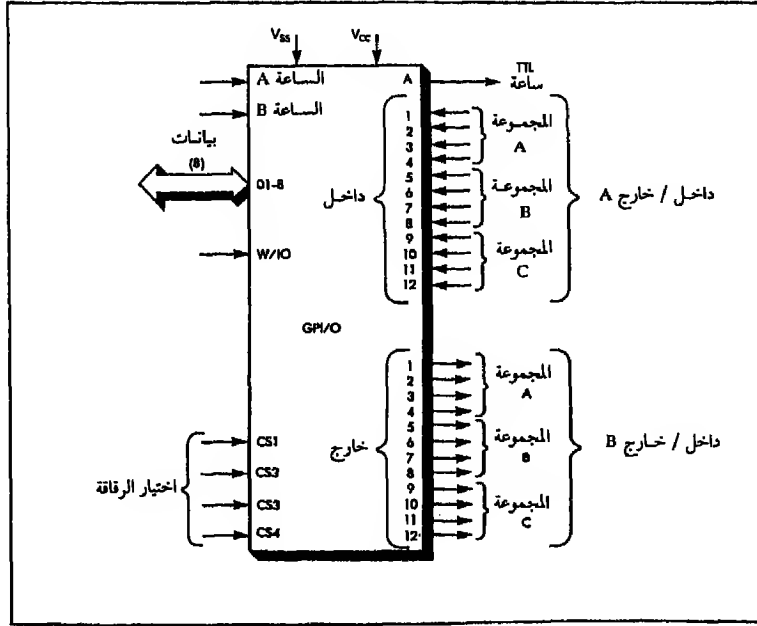 VSS VCC
الساعة A
A
TTL
ساعة
الساعة B
بيانات
(8)
01-8
W/IO
GPI/O
اختيار الرقاقة
CS1
CS3
CS3
CS4
داخل
1
2
3
4
5
6
7
8
9
10
11
12
المجموعة
A
المجموعة
B
المجموعة
C
داخل / خارج A
خارج
1
2
3
4
5
6
7
8
9
10
11
12
المجموعة
A
المجموعة
B
المجموعة
C
داخل / خارج B